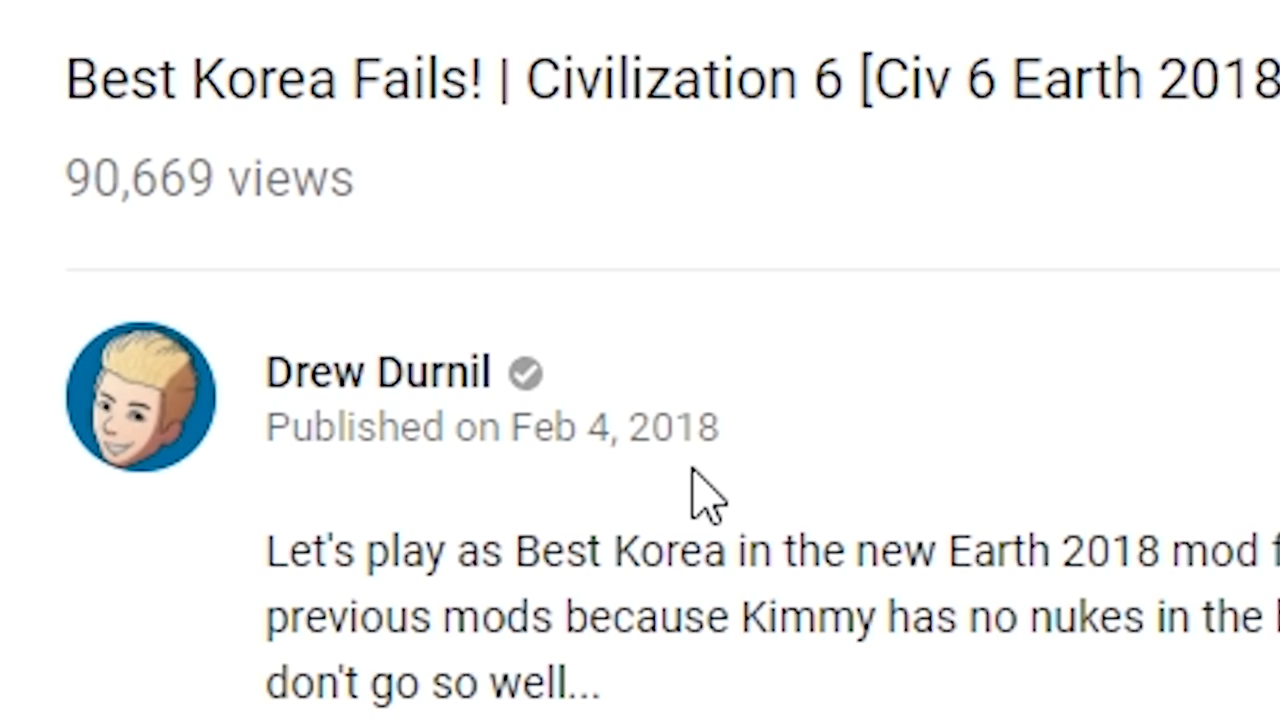 Best Korea Fails! | Civilization 6 [Civ 6 Earth 2018
90,669 views
Drew Durnil
Published on Feb 4, 2018
Let's play as Best Korea in the new Earth 2018 mod f
previous mods because Kimmy has no nukes in the
don't go so well...